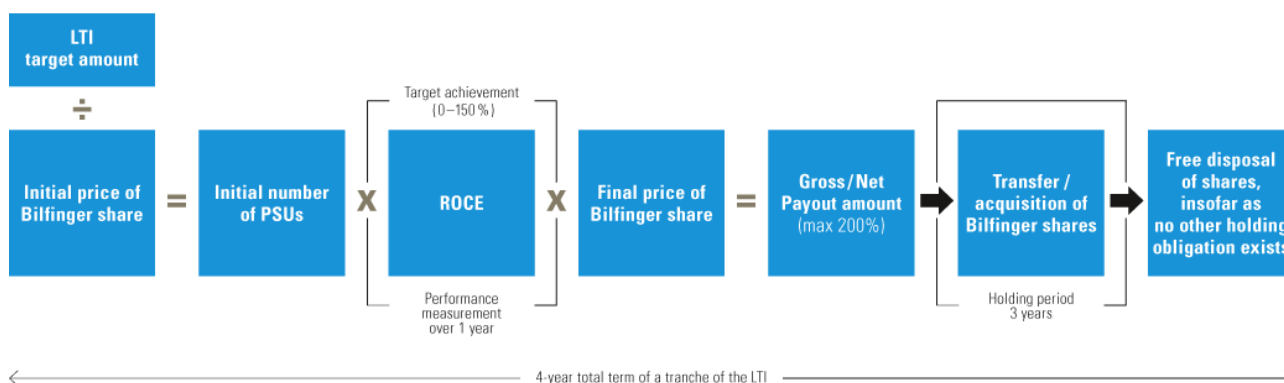 LTI
target amount
÷
Initial price of
Bilfinger share
=
Initial number
of PSUs
X
Target achievement
(0–150 %)
ROCE
Performance
measurement
over 1 year
X
Final price of
Bilfinger share
=
Gross/Net
Payout amount
(max 200%)
Transfer /
acquisition of
Bilfinger shares
Holding period
3 years
Free disposal
of shares,
insofar as
no other holding
obligation exists
4-year total term of a tranche of the LTI